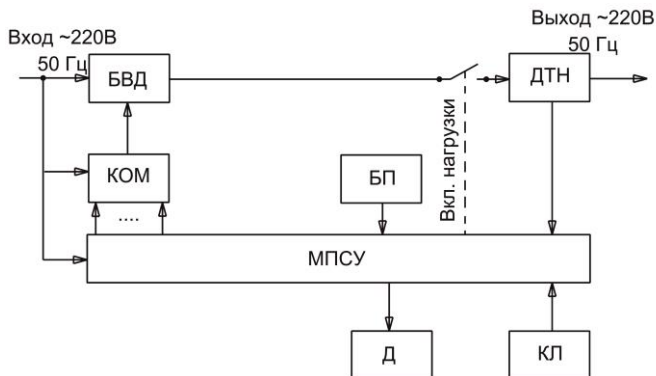 Вход ~220В
50 Гц
Выход ~220В
50 Гц
БВД
ДТН
КОМ
....
БП
Вкл. нагрузки
МПСУ
Д
КЛ